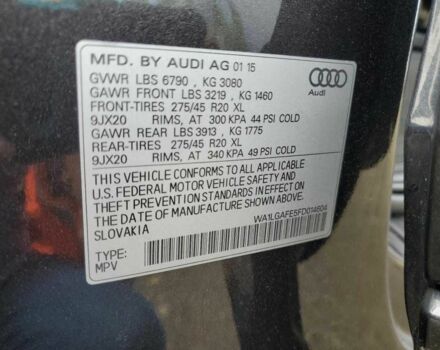 MFD. BY AUDI AG 01 15
GVWR LBS 6790 , KG 3080
GAWR FRONT LBS 3219 , KG 1460
FRONT-TIRES 275/45 R20 XL
9JX20 RIMS, AT 300 KPA 44 PSI COLD
GAWR REAR LBS 3913 , KG 1775
REAR-TIRES 275/45 R20 XL
9JX20 RIMS, AT 340 KPA 49 PSI COLD
THIS VEHICLE CONFORMS TO ALL APPLICABLE
U.S. FEDERAL MOTOR VEHICLE SAFETY AND
THEFT PREVENTION STANDARDS IN EFFECT ON
DATE OF MANUFACTURE SHOWN ABOVE.
SLOVAKIA
WA1LGAFE5FD014604
TYPE:
MPV
Audi